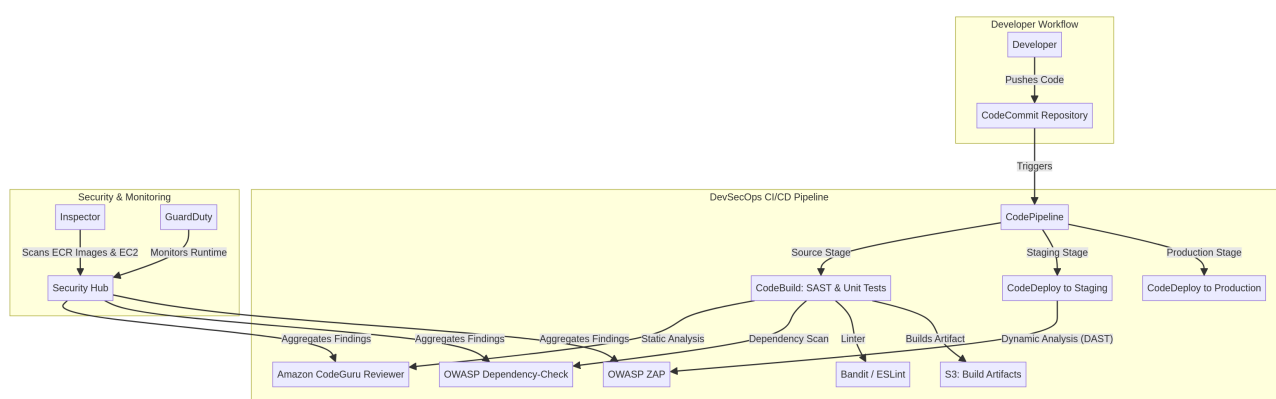 Developer Workflow
Developer
Pushes Code
CodeCommit Repository
Triggers
Security & Monitoring
DevSecOps CI/CD Pipeline
Inspector
GuardDuty
CodePipeline
Scans ECR Images & EC2
Monitors Runtime
Source Stage
Staging Stage
Production Stage
Security Hub
CodeBuild: SAST & Unit Tests
CodeDeploy to Staging
CodeDeploy to Production
Aggregates Findings
Aggregates Findings
Aggregates Findings
Static Analysis
Dependency Scan
Linter
Builds Artifact
Dynamic Analysis (DAST)
Amazon CodeGuru Reviewer
OWASP Dependency-Check
OWASP ZAP
Bandit / ESLint
S3: Build Artifacts